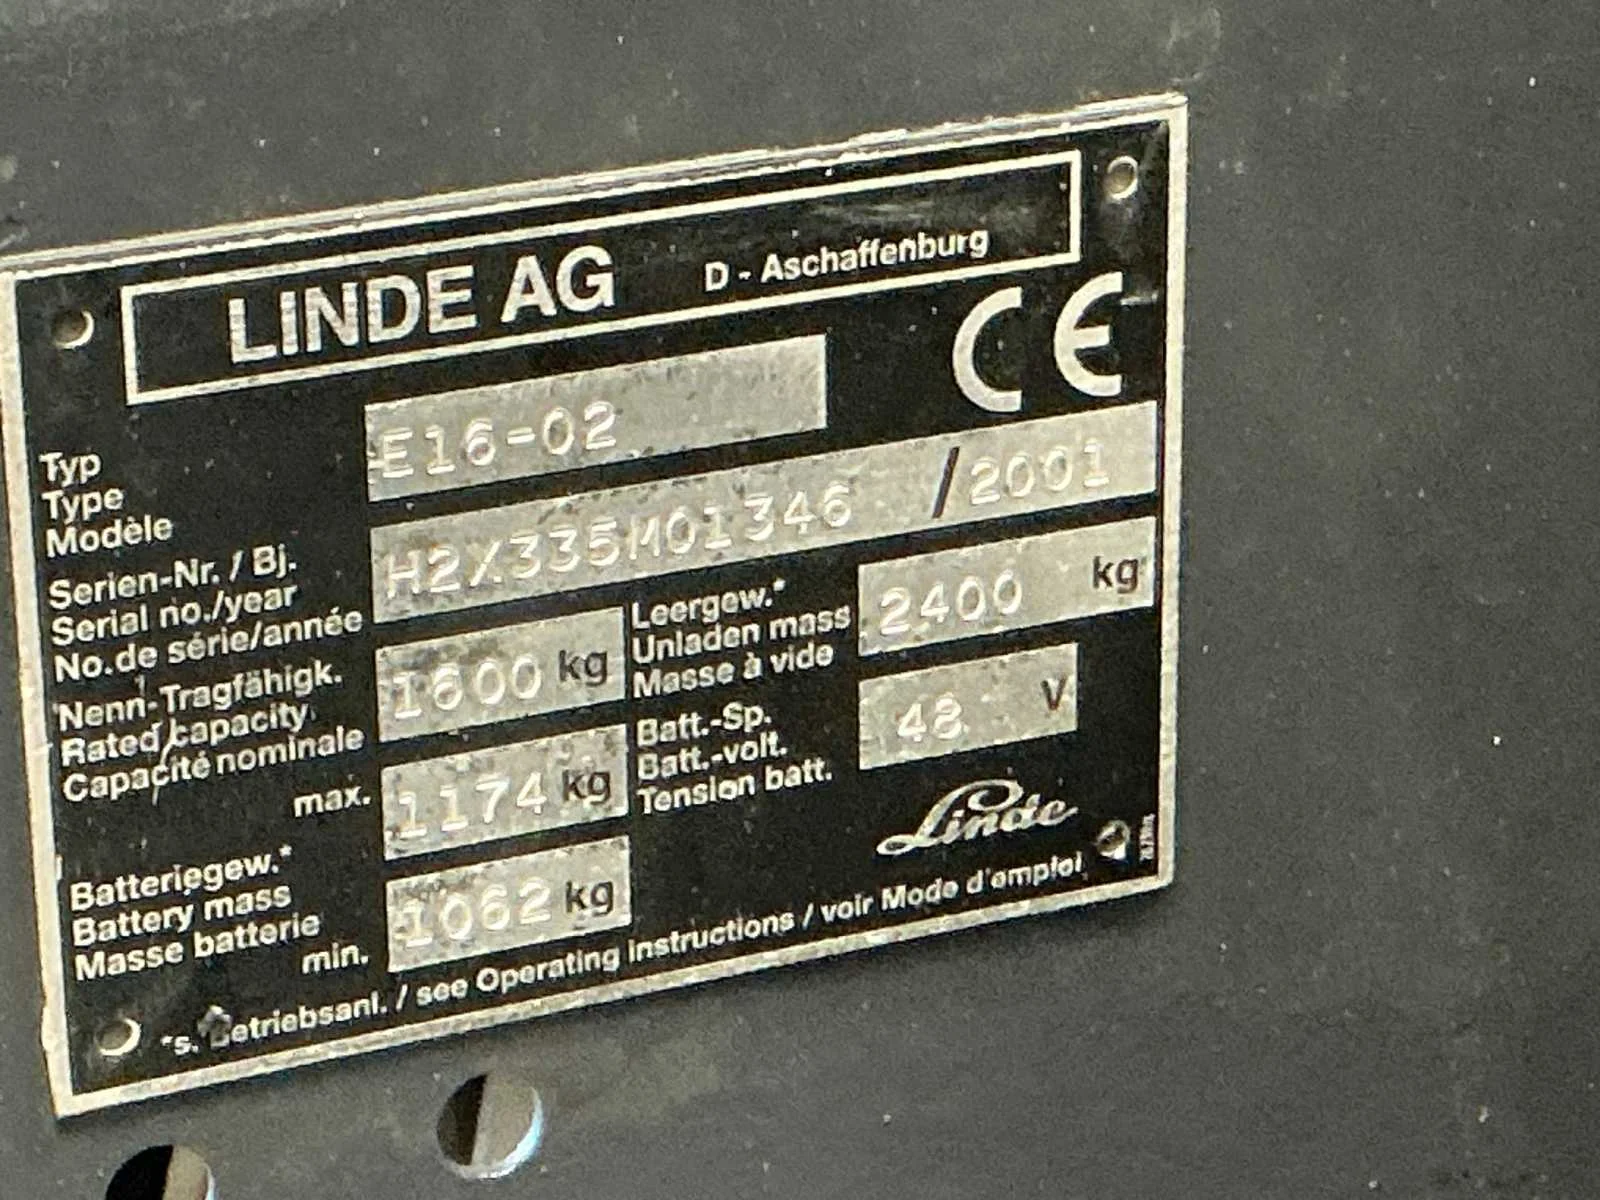 LINDE AG D - Aschaffenburg
CE
Typ
Type
Modèle
E16-02
Serien-Nr. / Bj.
Serial no./year
No.de série/année
H2X335M01346 /2001
Nenn-Tragfähigk.
Rated capacity
Capacité nominale
1600 kg
Leergew.*
Unladen mass
Masse à vide
2400 kg
Batt.-Sp.
Batt.-volt.
Tension batt.
48 V
Batteriegew.*
Battery mass
Masse batterie
max. 1174 kg
min. 1062 kg
Linde
*s. Betriebsanl. / see Operating instructions / voir Mode d'emploi